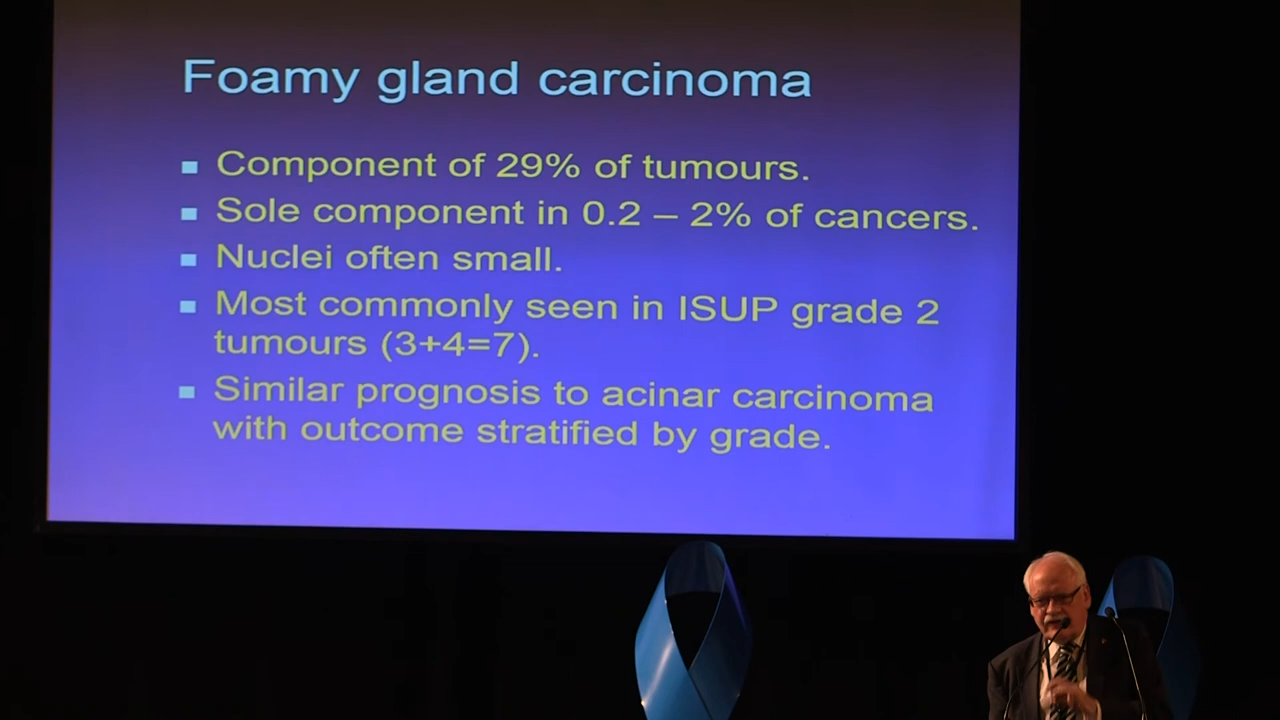 Foamy gland carcinoma
Component of 29% of tumours.
Sole component in 0.2 – 2% of cancers.
Nuclei often small.
Most commonly seen in ISUP grade 2
tumours (3+4=7).
Similar prognosis to acinar carcinoma
with outcome stratified by grade.